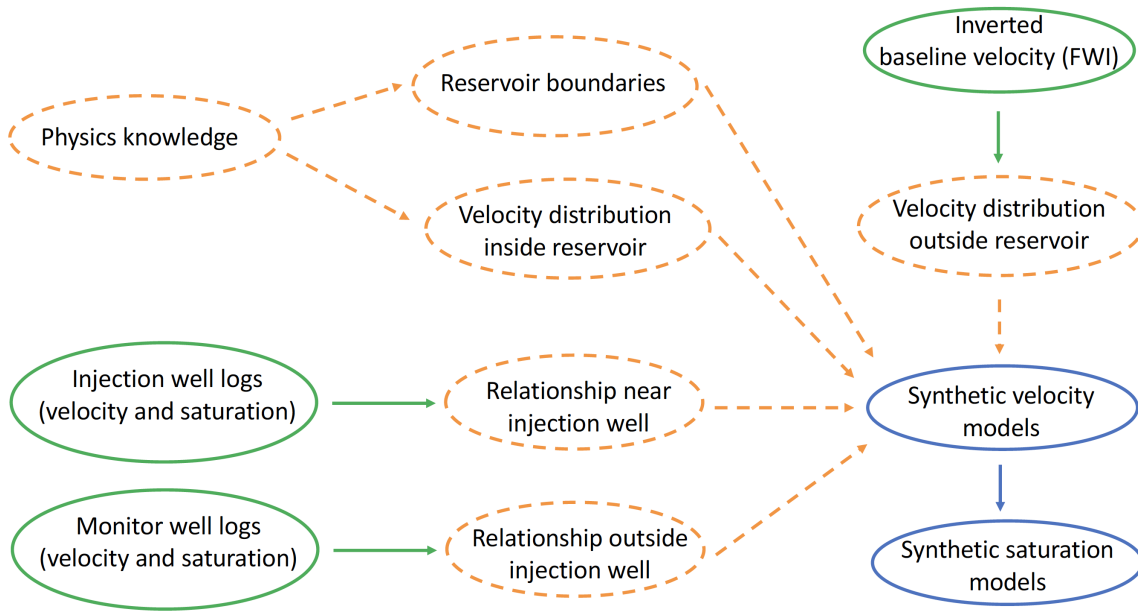 Inverted
baseline velocity (FWI)
Reservoir boundaries
Physics knowledge
Velocity distribution
inside reservoir
Velocity distribution
outside reservoir
Injection well logs
(velocity and saturation)
Relationship near
injection well
Synthetic velocity
models
Monitor well logs
(velocity and saturation)
Relationship outside
injection well
Synthetic saturation
models